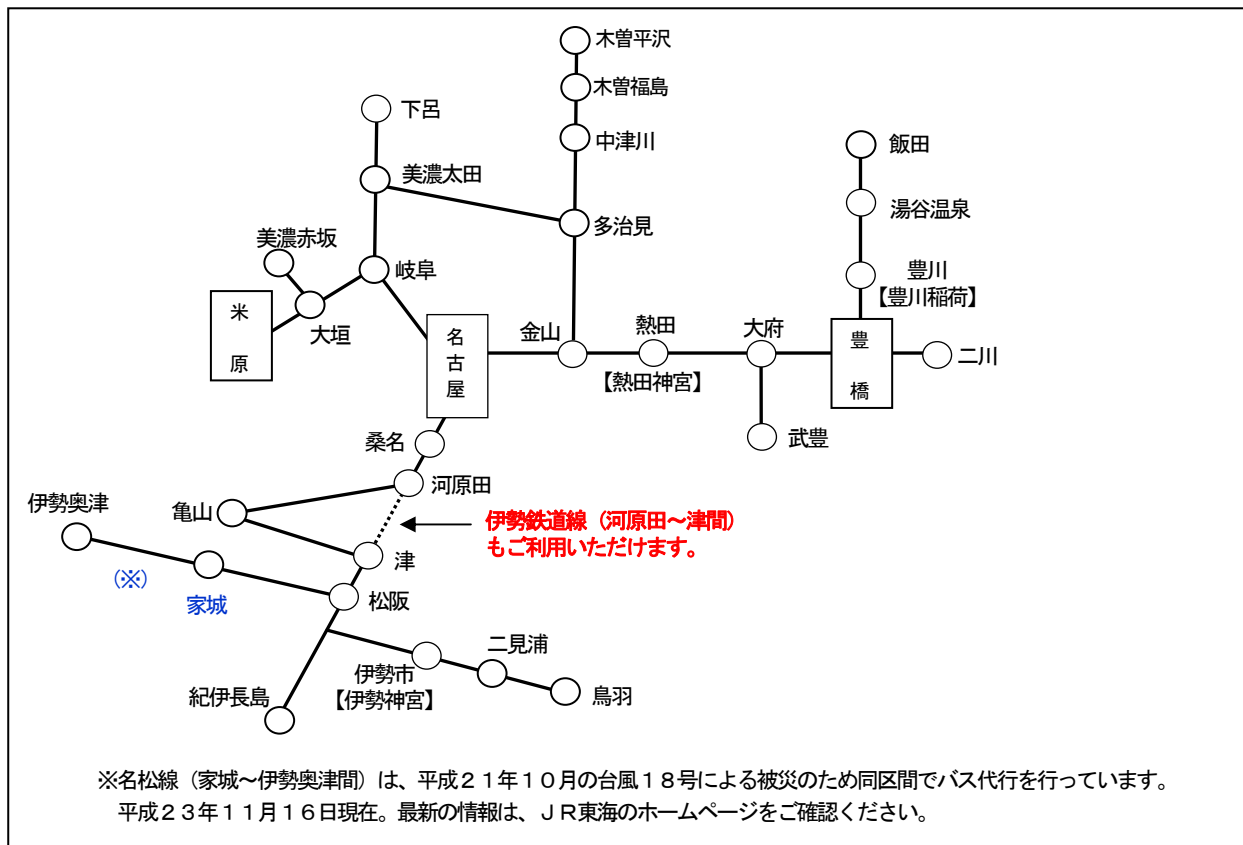 木曽平沢
木曽福島
下呂
中津川
飯田
美濃太田
湯谷温泉
多治見
美濃赤坂
岐阜
豊川
【豊川稲荷】
米原
大垣
名古屋
金山
熱田
【熱田神宮】
大府
豊橋
二川
武豊
桑名
河原田
伊勢奥津
亀山
伊勢鉄道線（河原田～津間）
もご利用いただけます。
津
（※）
家城
松阪
二見浦
伊勢市
【伊勢神宮】
紀伊長島
鳥羽
※名松線（家城～伊勢奥津間）は、平成２１年１０月の台風１８号による被災のため同区間でバス代行を行っています。
平成２３年１１月１６日現在。最新の情報は、ＪＲ東海のホームページをご確認ください。